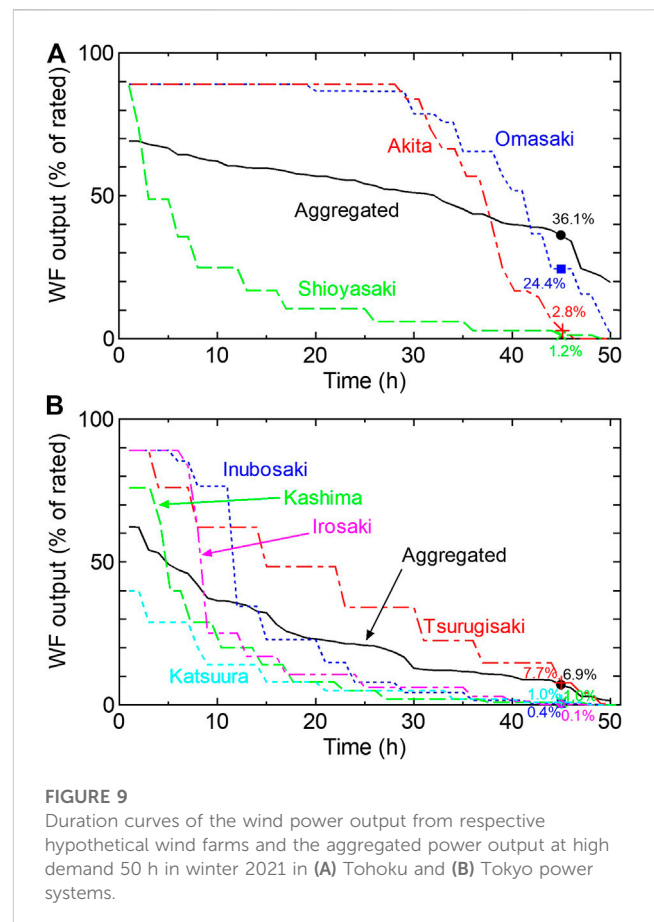 A
100
50
0
WF output (% of rated)
Akita
Omasaki
Aggregated
36.1%
24.4%
Shioyasaki
2.8%
1.2%
0 10 20 30 40 50
Time (h)
B
100
50
0
WF output (% of rated)
Inubosaki
Kashima
Irosaki
Aggregated
Tsurugisaki
Katsuura
7.7% 6.9%
1.0% 1.0%
0.4% 0.1%
0 10 20 30 40 50
Time (h)
FIGURE 9
Duration curves of the wind power output from respective
hypothetical wind farms and the aggregated power output at high
demand 50 h in winter 2021 in (A) Tohoku and (B) Tokyo power
systems.